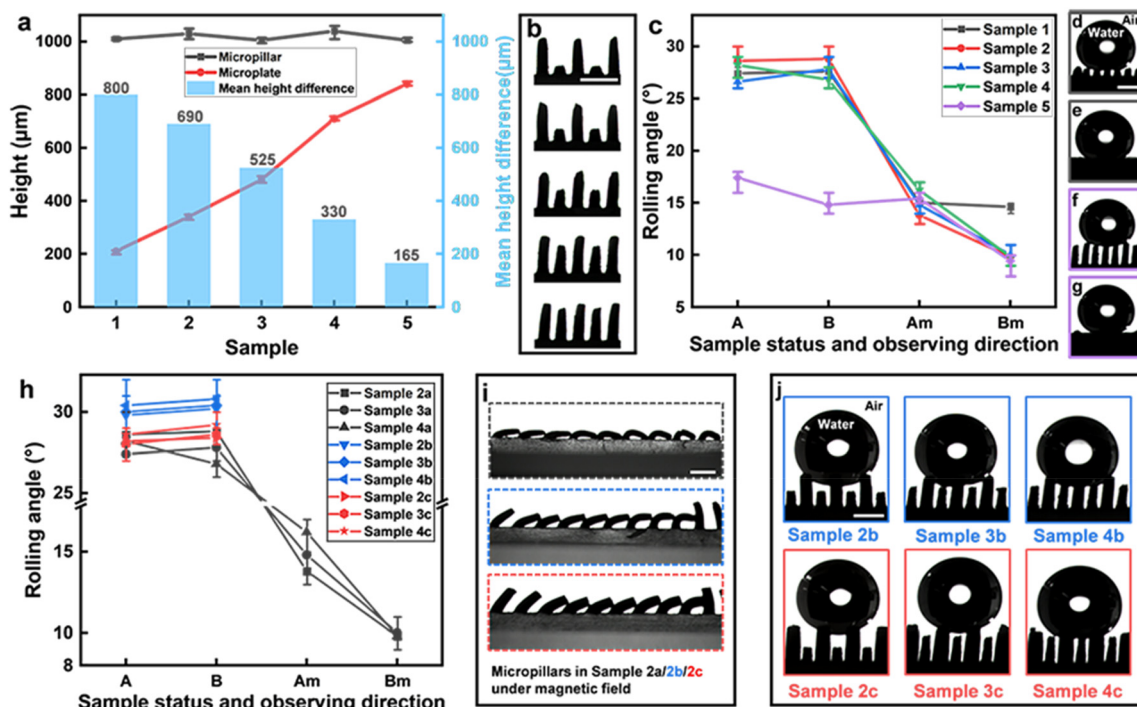 a
Height (μm)
1000
800
600
400
200
0
Micropillar
Microplate
Mean height difference
800
690
525
330
165
1000
800
600
400
200
0
Mean height difference(μm)
1 2 3 4 5
Sample
b
c
Rolling angle (°)
30
25
20
15
10
5
Sample 1
Sample 2
Sample 3
Sample 4
Sample 5
A B Am Bm
Sample status and observing direction
d
Air
Water
e
f
g
h
Rolling angle (°)
30
25
15
10
8
Sample 2a
Sample 3a
Sample 4a
Sample 2b
Sample 3b
Sample 4b
Sample 2c
Sample 3c
Sample 4c
A B Am Bm
Sample status and observing direction
i
Micropillars in Sample 2a/2b/2c
under magnetic field
j
Air
Water
Sample 2b Sample 3b Sample 4b
Sample 2c Sample 3c Sample 4c